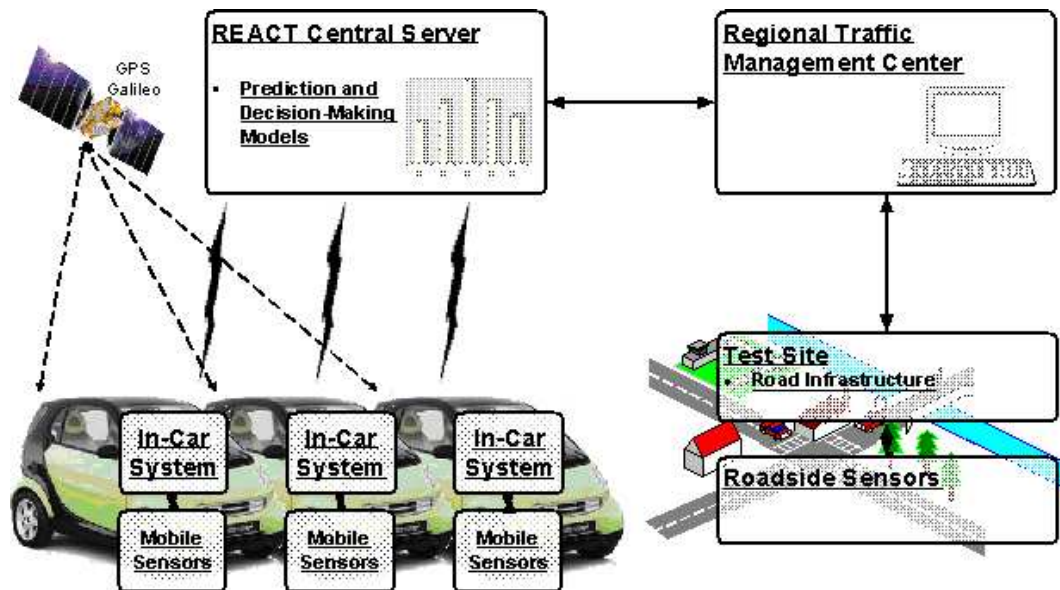 GPS
Galileo
REACT Central Server
• Prediction and
Decision-Making
Models
Regional Traffic
Management Center
Test Site
• Road Infrastructure
Roadside Sensors
In-Car
System
In-Car
System
In-Car
System
Mobile
Sensors
Mobile
Sensors
Mobile
Sensors